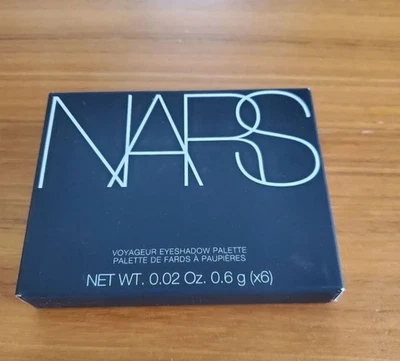 NARS
VOYAGEUR EYESHADOW PALETTE
PALETTE DE FARDS À PAUPIÈRES
NET WT. 0.02 Oz. 0.6 g (x6)